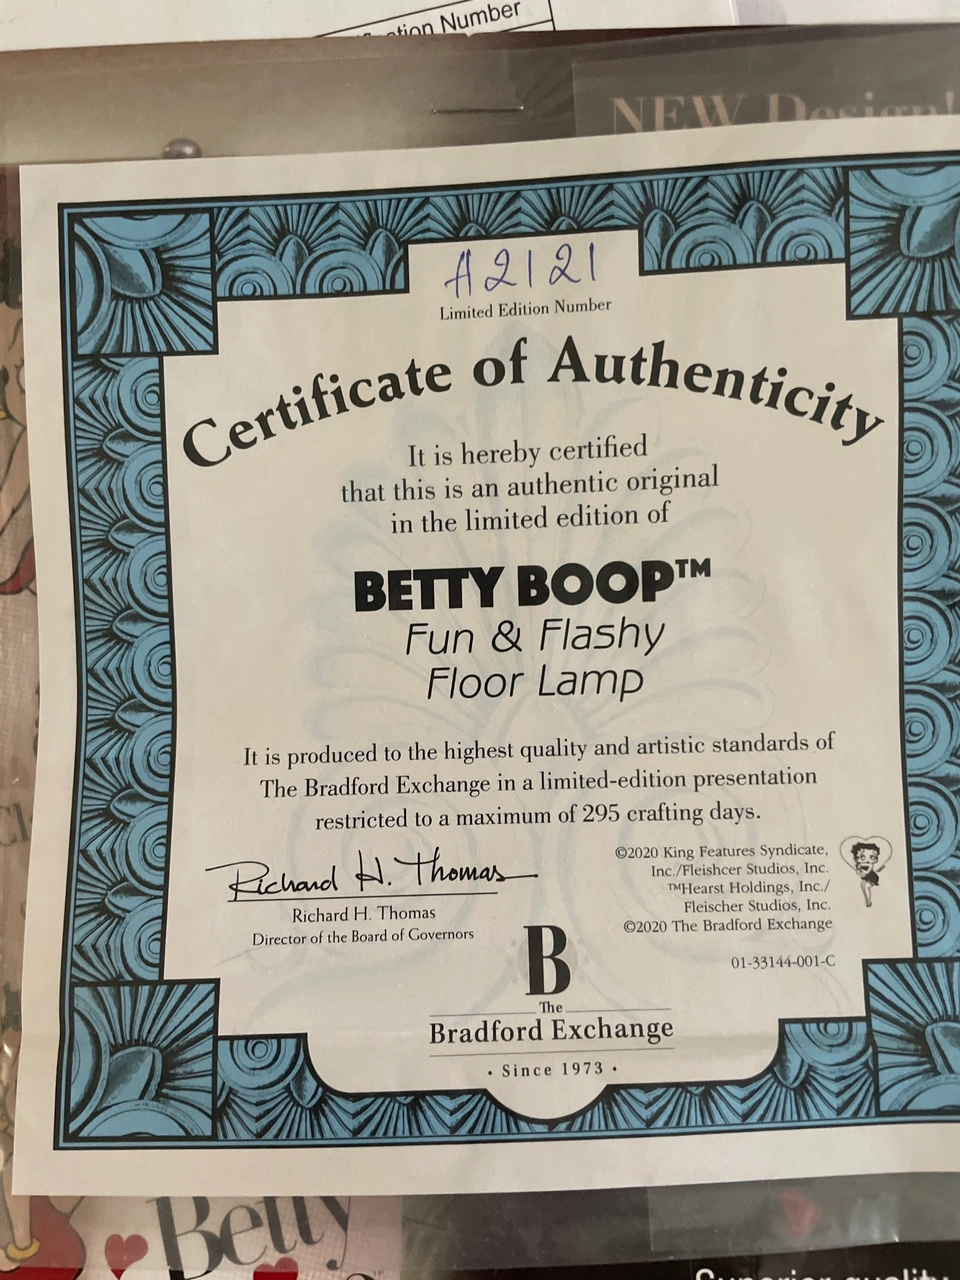 ation Number
NEW Design!
A2121
Limited Edition Number
Certificate of Authenticity
It is hereby certified
that this is an authentic original
in the limited edition of
BETTY BOOP™
Fun & Flashy
Floor Lamp
It is produced to the highest quality and artistic standards of
The Bradford Exchange in a limited-edition presentation
restricted to a maximum of 295 crafting days.
Richard H. Thomas
Richard H. Thomas
Director of the Board of Governors
©2020 King Features Syndicate,
Inc./Fleishcer Studios, Inc.
™Hearst Holdings, Inc./
Fleischer Studios, Inc.
©2020 The Bradford Exchange
01-33144-001-C
B
The
Bradford Exchange
· Since 1973 ·
Betty
Superior quality